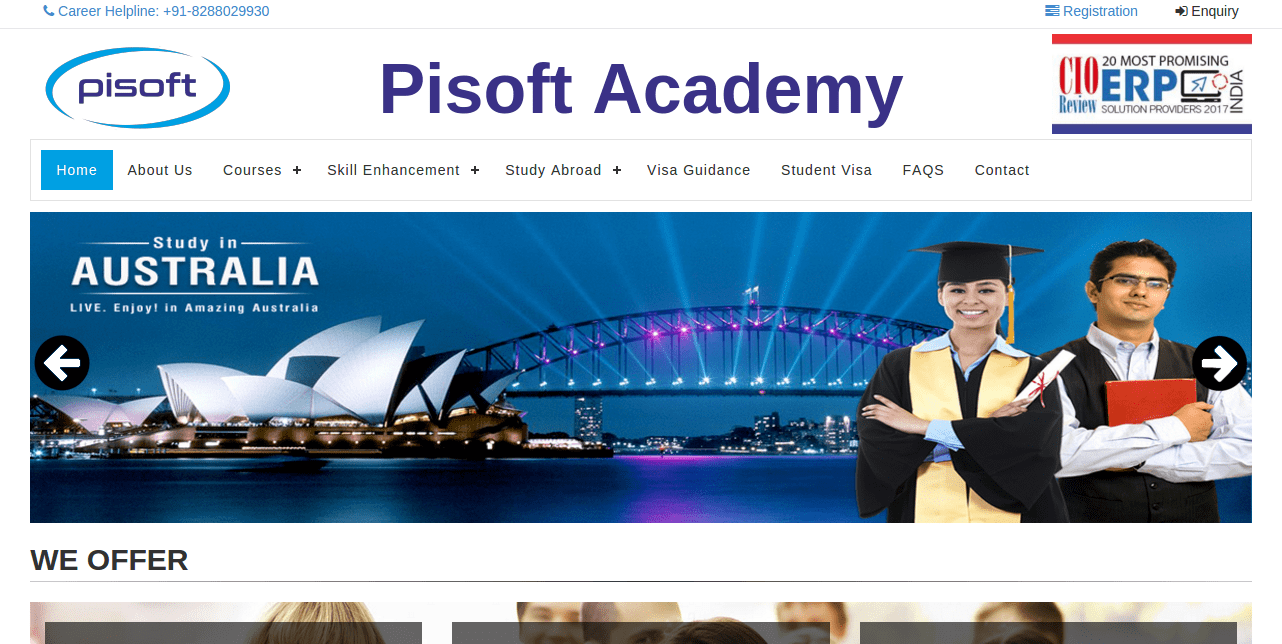 Career Helpline: +91-8288029930
Registration
Enquiry
pisoft
Pisoft Academy
CIO Review
20 MOST PROMISING
ERP
SOLUTION PROVIDERS 2017
INDIA
Home
About Us
Courses +
Skill Enhancement +
Study Abroad +
Visa Guidance
Student Visa
FAQS
Contact
Study in
AUSTRALIA
LIVE. Enjoy! in Amazing Australia
WE OFFER